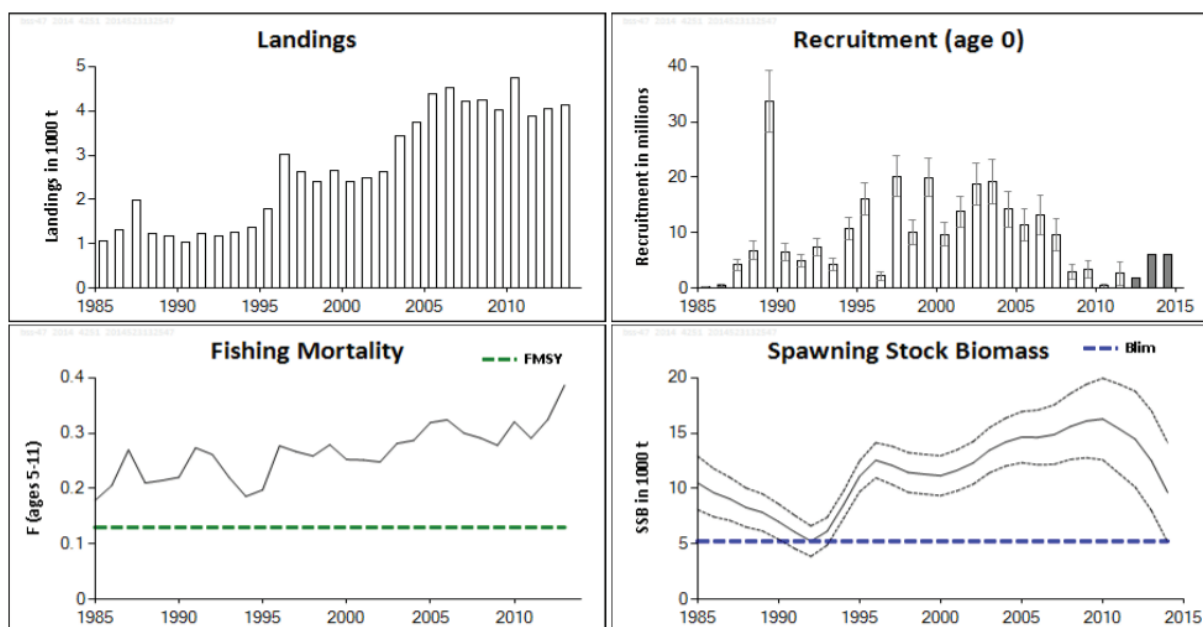 Landings
Landings in 1000 t
5
4
3
2
1
0
1985 1990 1995 2000 2005 2010
Recruitment (age 0)
Recruitment in millions
40
30
20
10
0
1985 1990 1995 2000 2005 2010 2015
Fishing Mortality
FMSY
F (ages 5-11)
0.4
0.3
0.2
0.1
0
1985 1990 1995 2000 2005 2010
Spawning Stock Biomass
Blim
SSB in 1000 t
20
15
10
5
0
1985 1990 1995 2000 2005 2010 2015